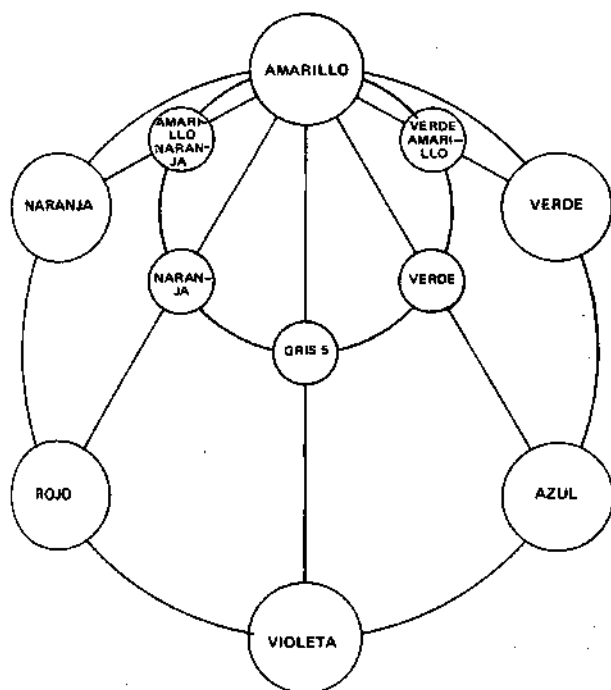 AMARILLO
AMARI-
LLO
NARAN-
JA
VERDE
AMARI-
LLO
NARANJA
VERDE
NARAN-
JA
VERDE
GRIS 5
ROJO
AZUL
VIOLETA